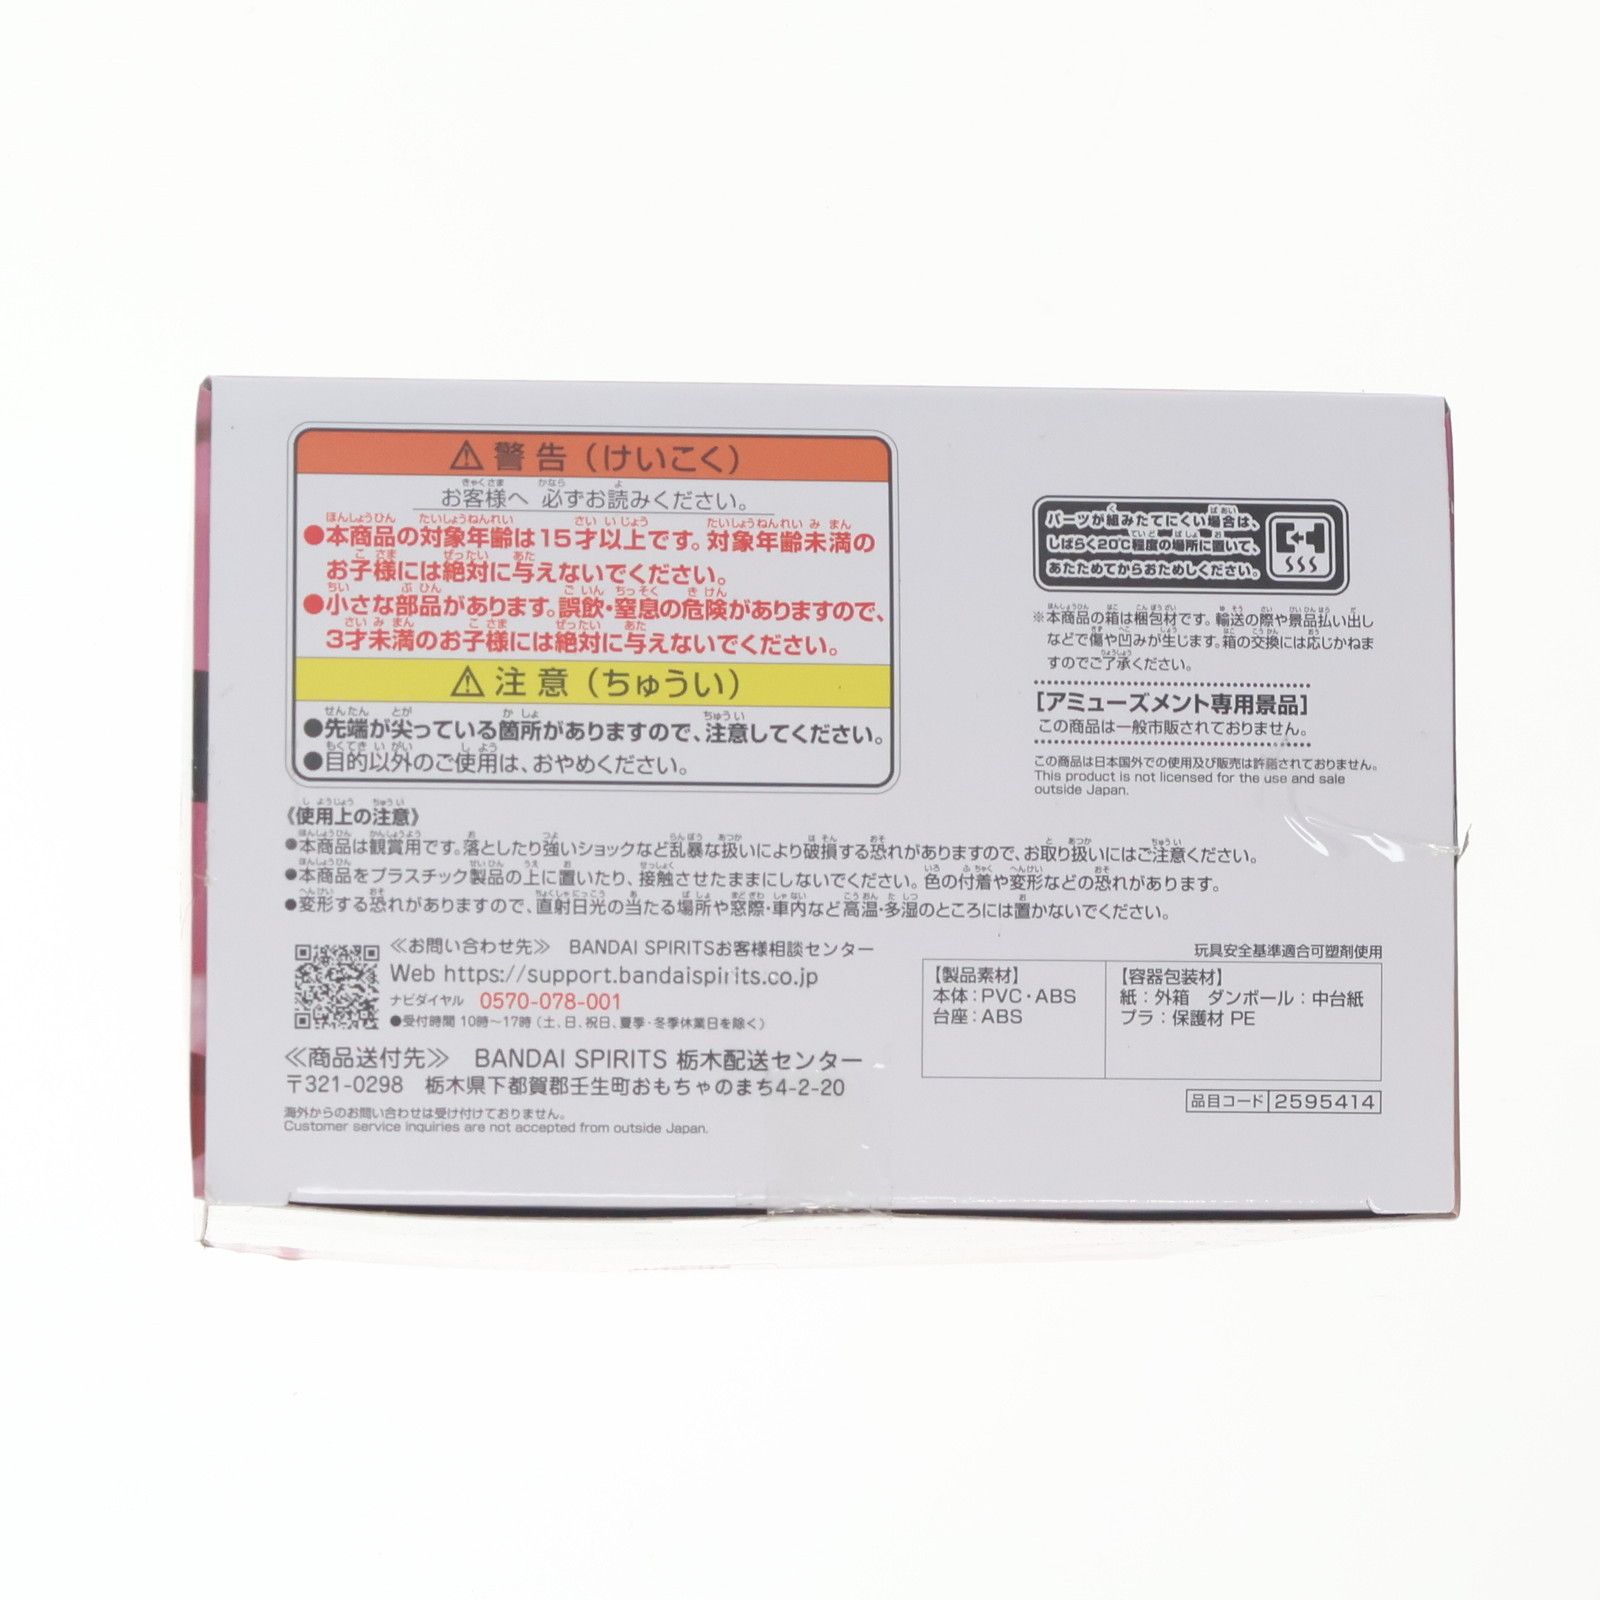 ⚠警告（けいこく）
お客様へ 必ずお読みください。
●本商品の対象年齢は15才以上です。対象年齢未満の
お子様には絶対に与えないでください。
●小さな部品があります。誤飲・窒息の危険がありますので、
3才未満のお子様には絶対に与えないでください。
⚠注意（ちゅうい）
●先端が尖っている箇所がありますので、注意してください。
●目的以外のご使用は、おやめください。
パーツが組みたてにくい場合は、
しばらく20℃程度の場所に置いて、
あたためてからおためしください。
※本商品の箱は梱包材です。輸送の際や景品払い出し
などで傷や凹みが生じます。箱の交換には応じかねま
すのでご了承ください。
[アミューズメント専用景品]
この商品は一般市販されておりません。
この商品は日本国外での使用及び販売は許諾されておりません。
This product is not licensed for the use and sale
outside Japan.
《使用上の注意》
●本商品は観賞用です。落としたり強いショックなど乱暴な扱いにより破損する恐れがありますので、お取り扱いにはご注意ください。
●本商品をプラスチック製品の上に置いたり、接触させたままにしないでください。色の付着や変形などの恐れがあります。
●変形する恐れがありますので、直射日光の当たる場所や窓際・車内など高温・多湿のところには置かないでください。
≪お問い合わせ先≫ BANDAI SPIRITSお客様相談センター
Web https://support.bandaispirits.co.jp
ナビダイヤル 0570-078-001
●受付時間 10時～17時（土、日、祝日、夏季・冬季休業日を除く）
≪商品送付先≫ BANDAI SPIRITS 栃木配送センター
〒321-0298 栃木県下都賀郡壬生町おもちゃのまち4-2-20
海外からのお問い合わせは受け付けておりません。
Customer service inquiries are not accepted from outside Japan.
玩具安全基準適合可塑剤使用
【製品素材】
本体：PVC・ABS
台座：ABS
【容器包装材】
紙：外箱 ダンボール：中台紙
プラ：保護材 PE
品目コード 2595414